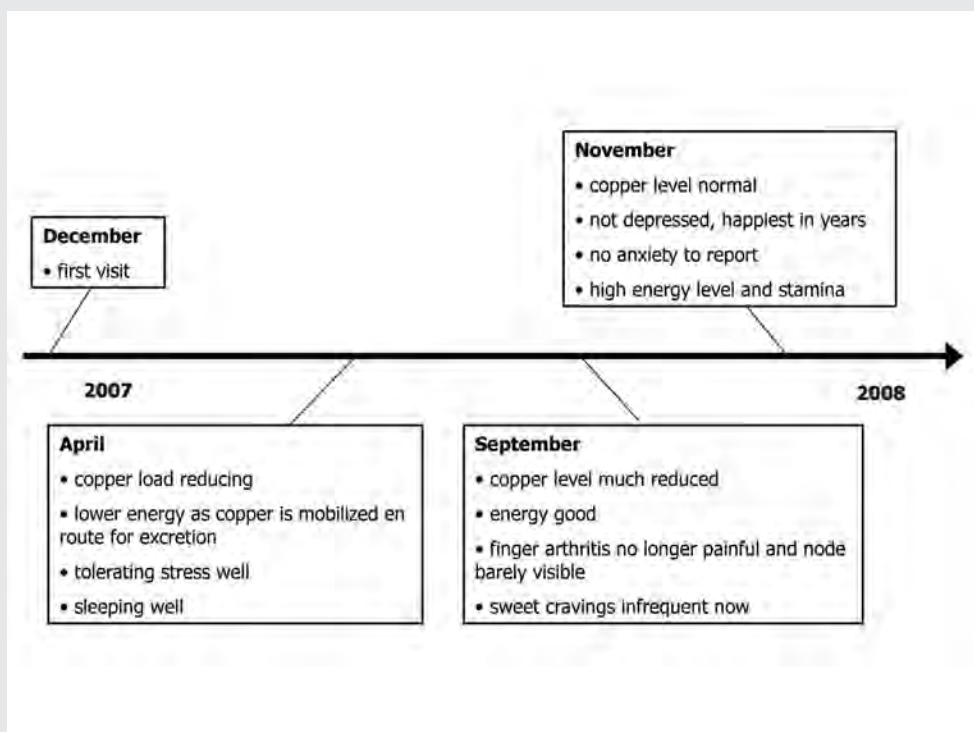 December
• first visit
November
• copper level normal
• not depressed, happiest in years
• no anxiety to report
• high energy level and stamina
2007
2008
April
• copper load reducing
• lower energy as copper is mobilized en
route for excretion
• tolerating stress well
• sleeping well
September
• copper level much reduced
• energy good
• finger arthritis no longer painful and node
barely visible
• sweet cravings infrequent now